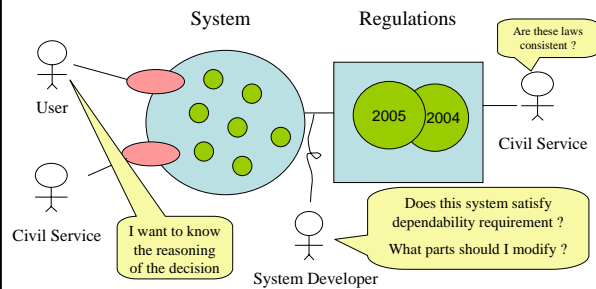 System
Regulations
Are these laws
consistent ?
User
2005
2004
Civil Service
Civil Service
I want to know
the reasoning
of the decision
Does this system satisfy
dependability requirement ?
What parts should I modify ?
System Developer